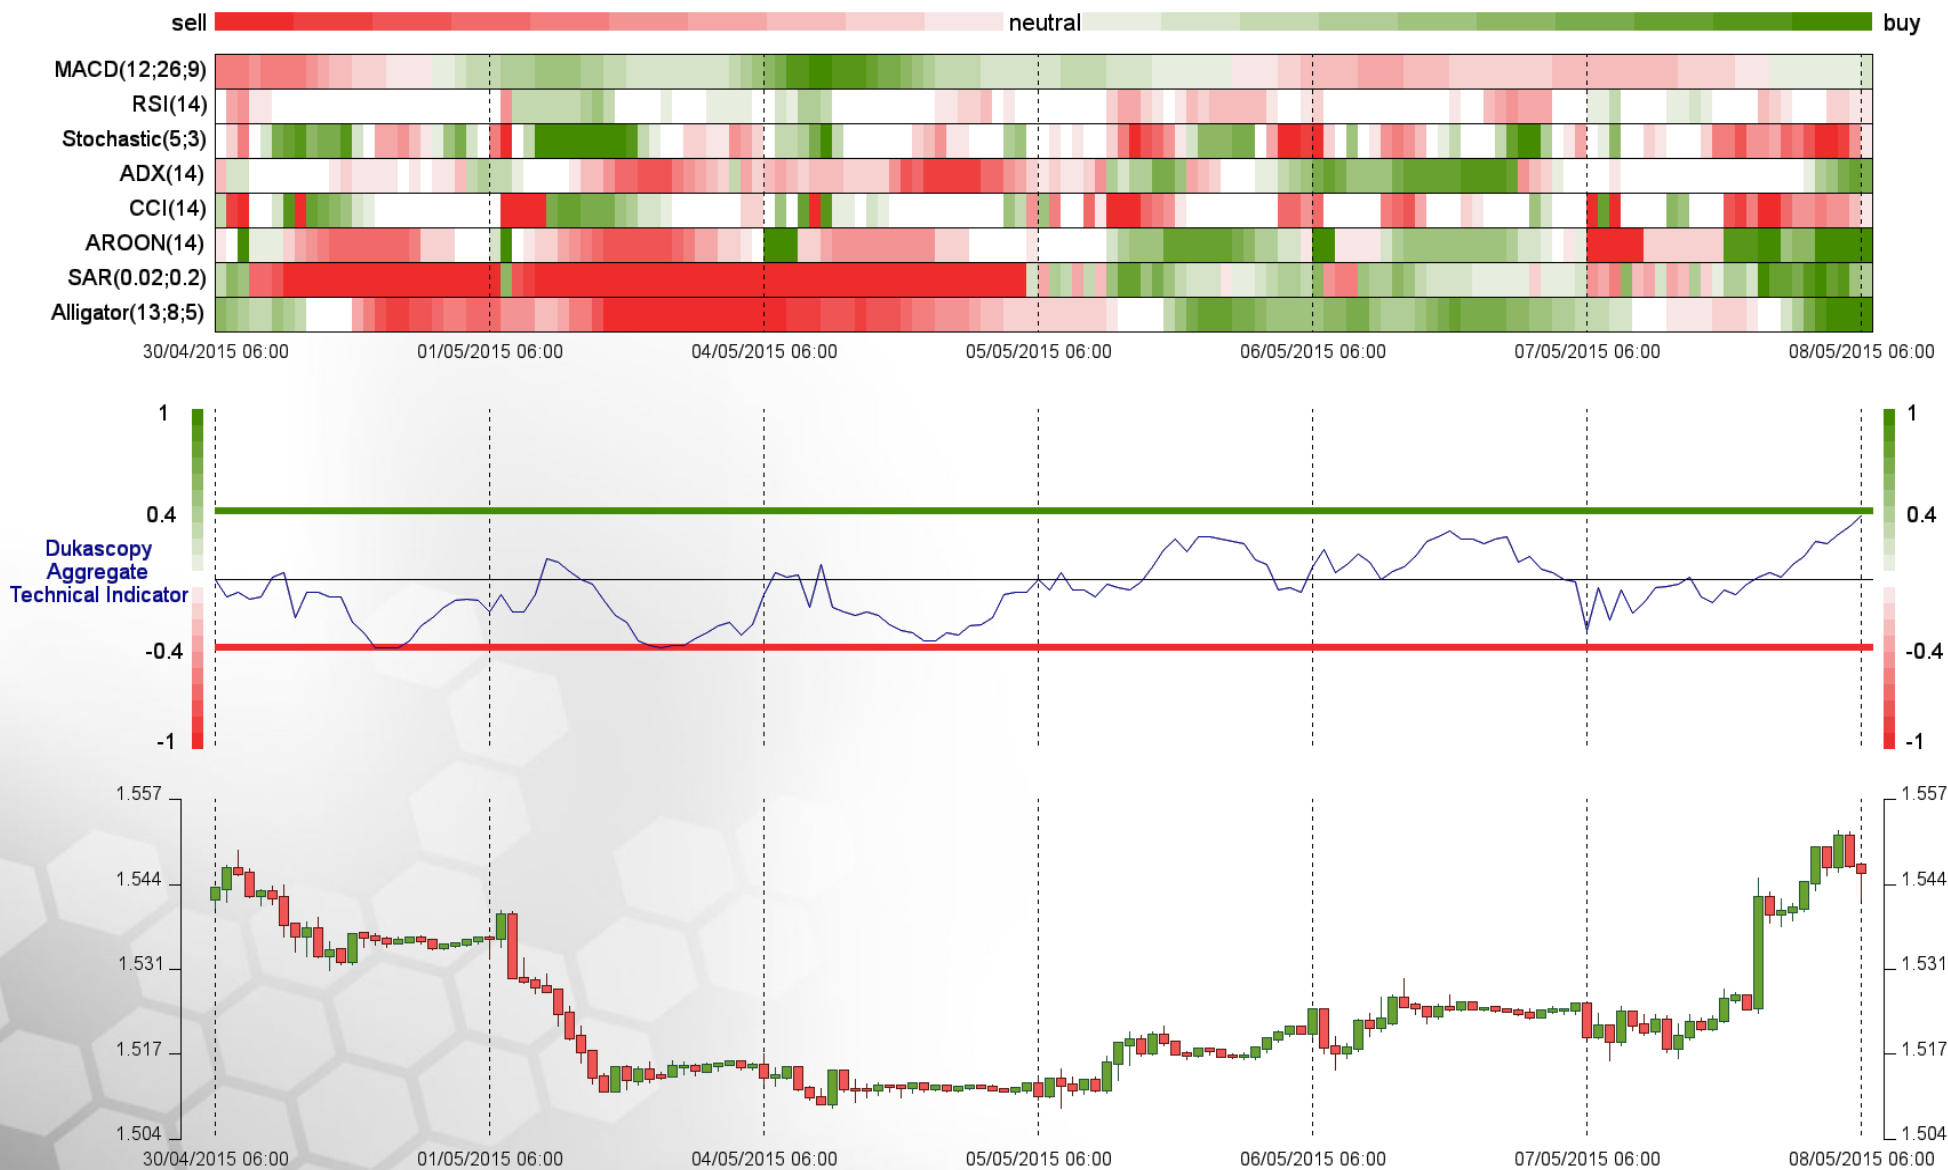 sell neutral buy
MACD(12;26;9)
RSI(14)
Stochastic(5;3)
ADX(14)
CCI(14)
AROON(14)
SAR(0.02;0.2)
Alligator(13;8;5)
30/04/2015 06:00 01/05/2015 06:00 04/05/2015 06:00 05/05/2015 06:00 06/05/2015 06:00 07/05/2015 06:00 08/05/2015 06:00
1 1
0.4 0.4
Dukascopy
Aggregate
Technical Indicator
-0.4 -0.4
-1 -1
1.557 1.557
1.544 1.544
1.531 1.531
1.517 1.517
1.504 1.504
30/04/2015 06:00 01/05/2015 06:00 04/05/2015 06:00 05/05/2015 06:00 06/05/2015 06:00 07/05/2015 06:00 08/05/2015 06:00